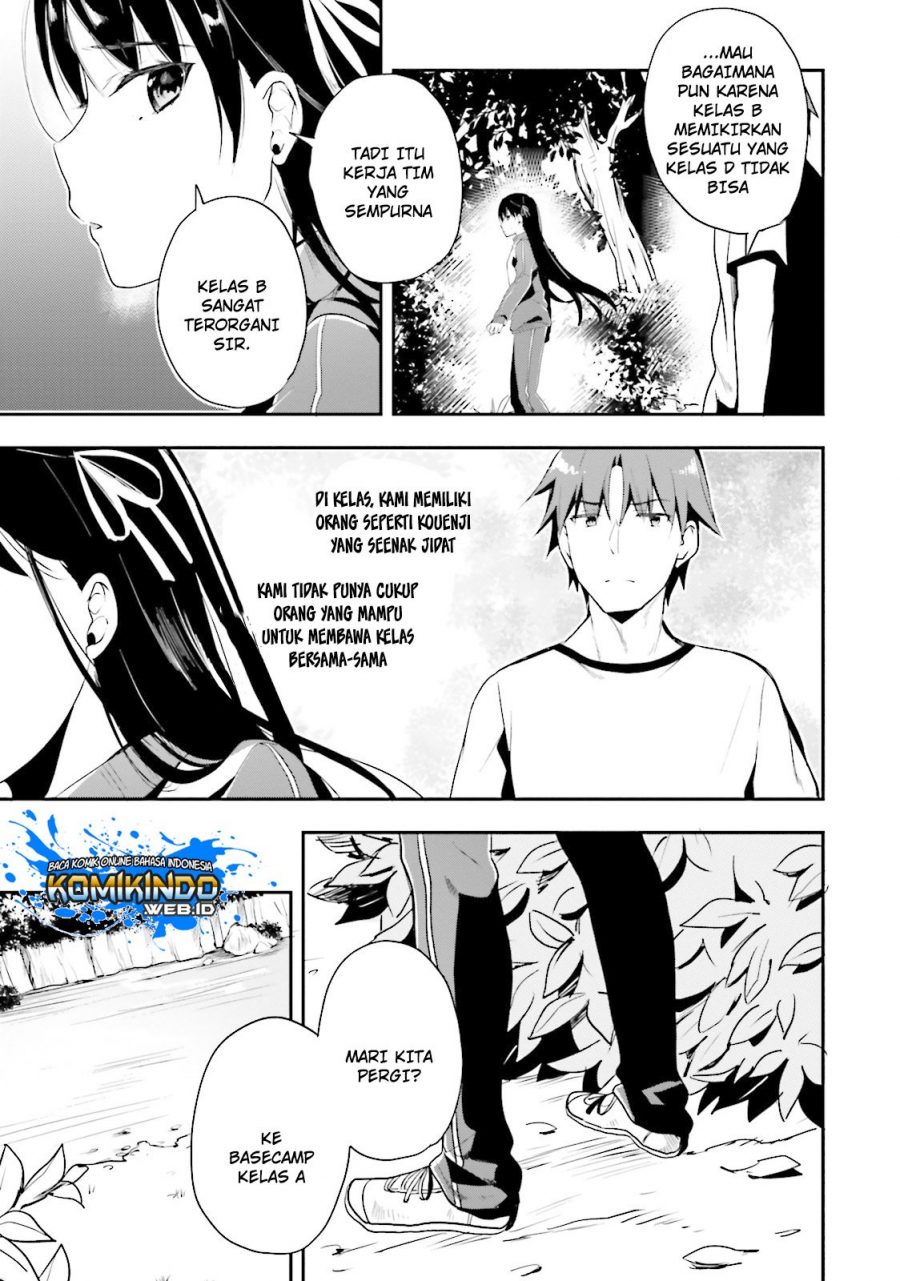 ...MAU
BAGAIMANA
PUN KARENA
KELAS B
MEMIKIRKAN
SESUATU YANG
KELAS D TIDAK
BISA
TADI ITU
KERJA TIM
YANG
SEMPURNA
KELAS B
SANGAT
TERORGANI
SIR.
DI KELAS, KAMI MEMILIKI
ORANG SEPERTI KOUENJI
YANG SEENAK JIDAT
KAMI TIDAK PUNYA CUKUP
ORANG YANG MAMPU
UNTUK MEMBAWA KELAS
BERSAMA-SAMA
BACA KOMIK ONLINE BAHASA INDONESIA
KOMIKINDO
WEB.ID
MARI KITA
PERGI?
KE
BASECAMP
KELAS A